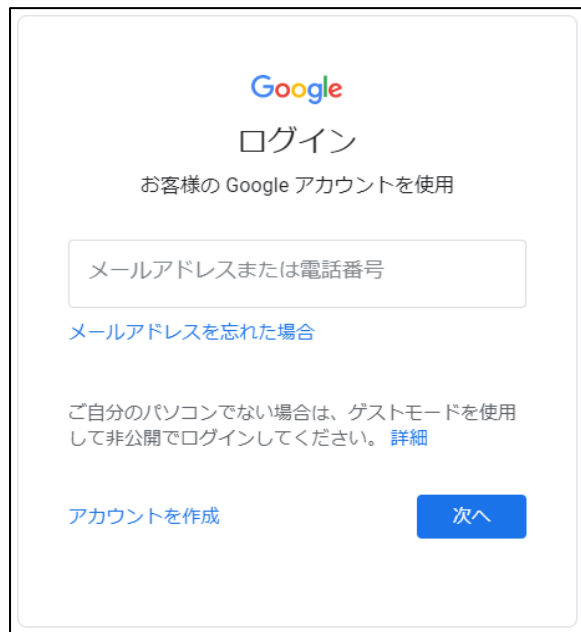 Google
ログイン
お客様の Google アカウントを使用
メールアドレスまたは電話番号
メールアドレスを忘れた場合
ご自分のパソコンでない場合は、ゲストモードを使用
して非公開でログインしてください。 詳細
アカウントを作成
次へ